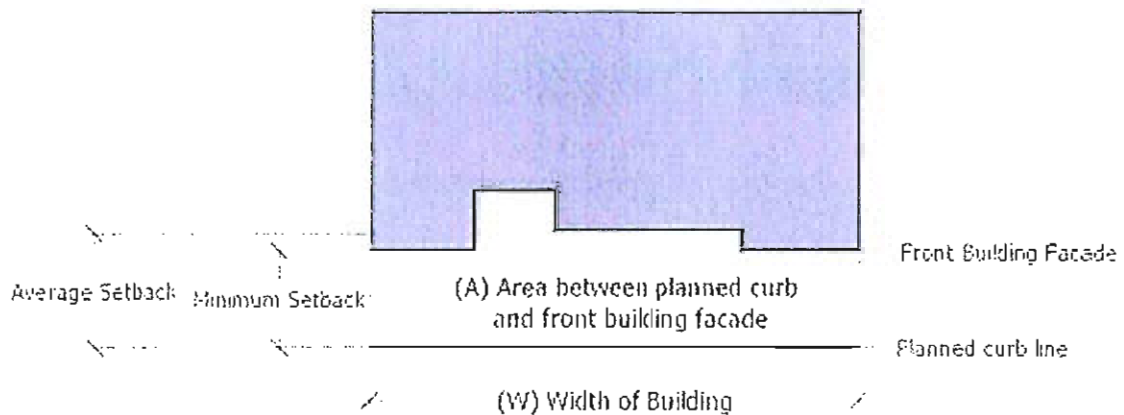 Front Building Facade
Average Setback
Minimum Setback
(A) Area between planned curb
and front building facade
Planned curb line
(W) Width of Building